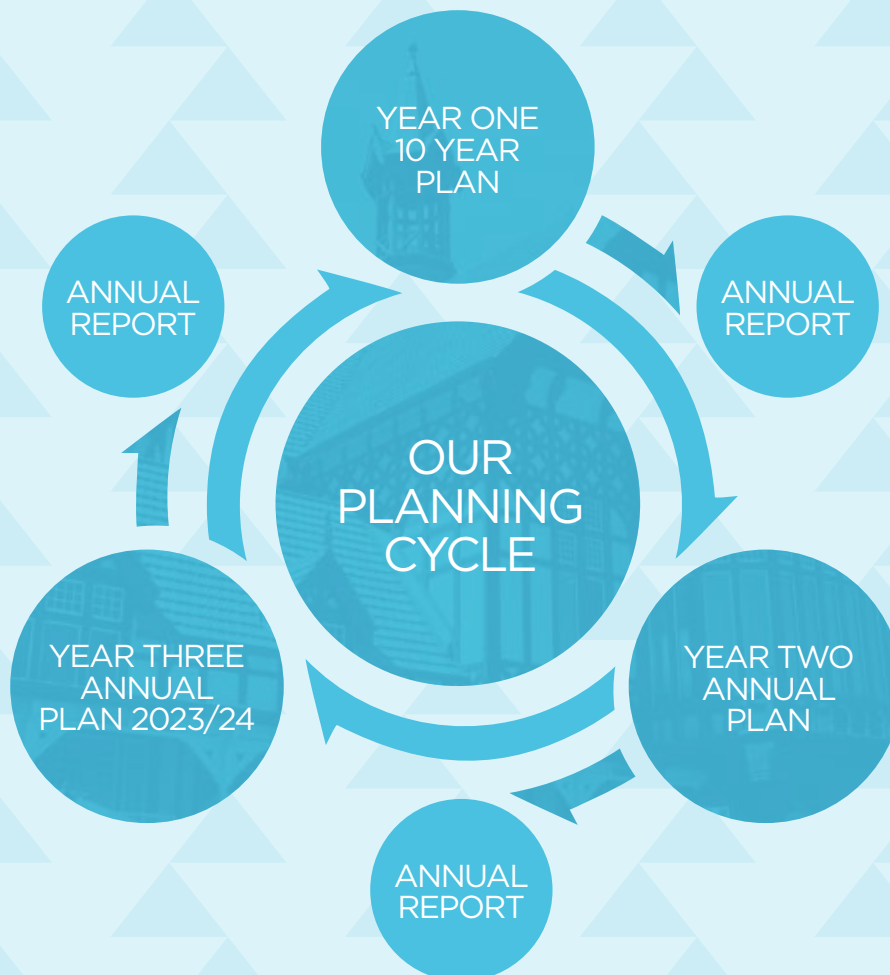 YEAR ONE
10 YEAR
PLAN
ANNUAL
REPORT
ANNUAL
REPORT
OUR
PLANNING
CYCLE
YEAR THREE
ANNUAL
PLAN 2023/24
YEAR TWO
ANNUAL
PLAN
ANNUAL
REPORT